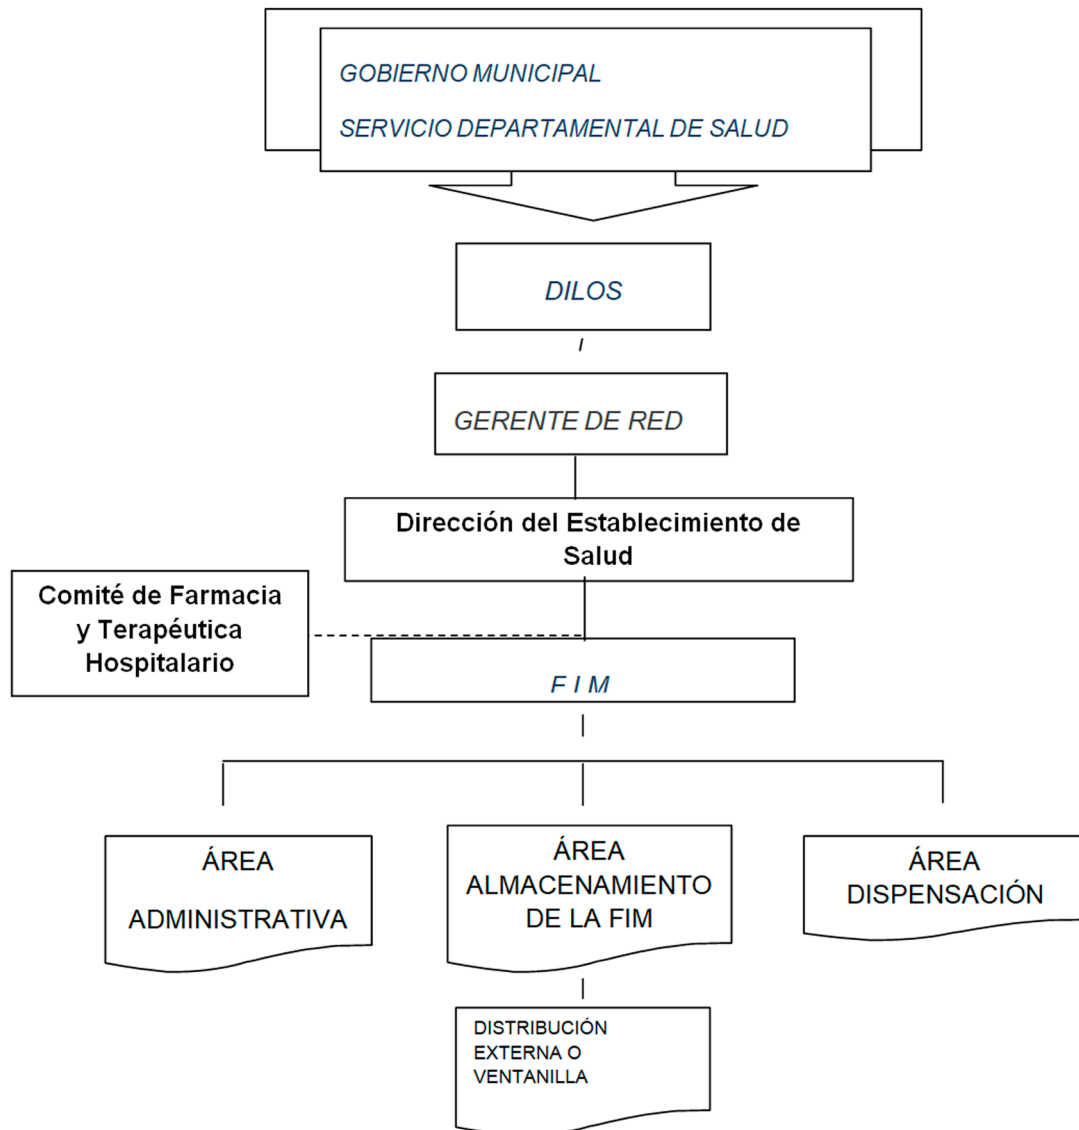 GOBIERNO MUNICIPAL
SERVICIO DEPARTAMENTAL DE SALUD
DILOS
GERENTE DE RED
Dirección del Establecimiento de
Salud
Comité de Farmacia
y Terapéutica
Hospitalario
F I M
ÁREA
ADMINISTRATIVA
ÁREA
ALMACENAMIENTO
DE LA FIM
ÁREA
DISPENSACIÓN
DISTRIBUCIÓN
EXTERNA O
VENTANILLA